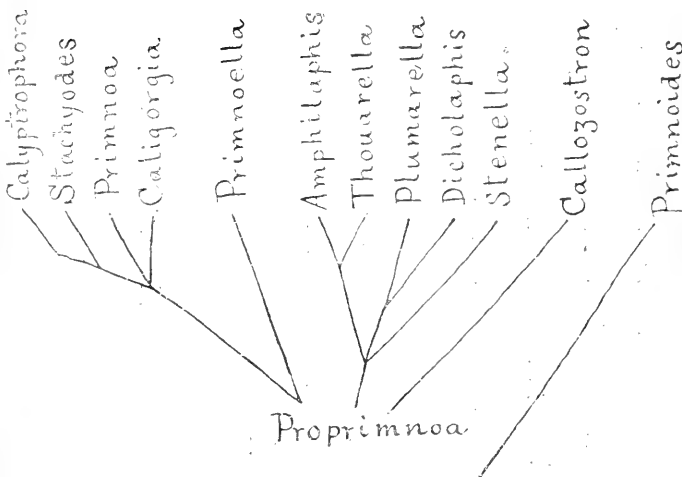 Calyptrophora
Stachyodes
Primnoa
Caligorgia
Primnoella
Amphilaphis
Thouarella
Plumarella
Dicholaphis
Stenella.
Callozostron
Primnoides
Proprimnoa